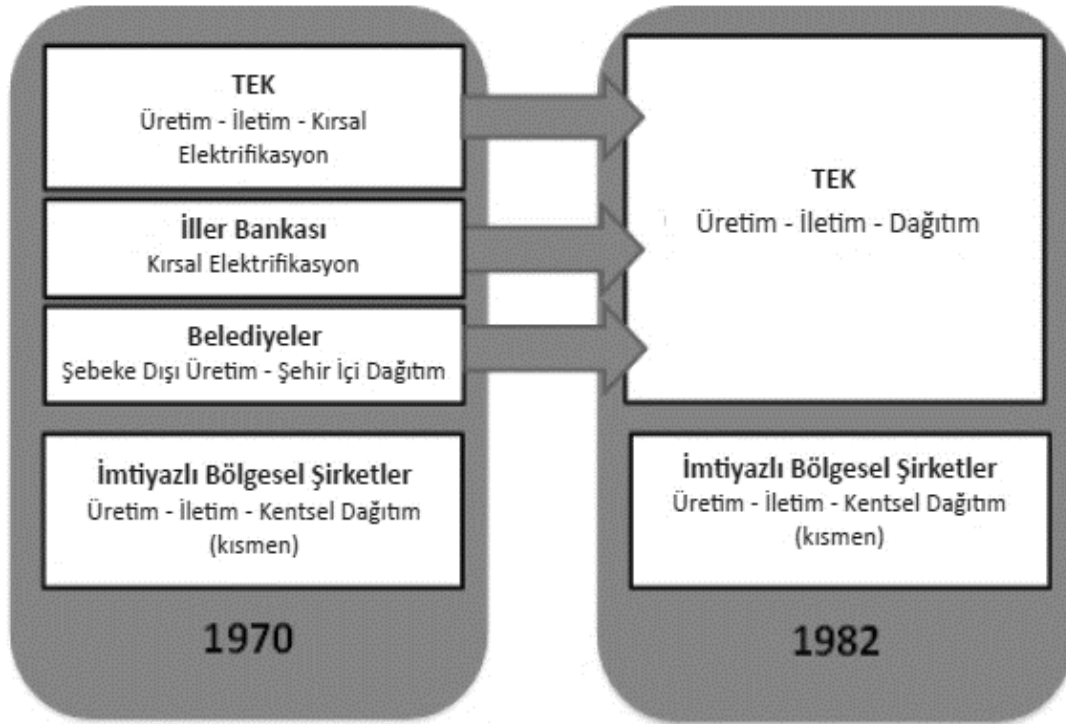 TEK
Üretim - İletim - Kırsal
Elektrifikasyon
İller Bankası
Kırsal Elektrifikasyon
Belediyeler
Şebeke Dışı Üretim - Şehir İçi Dağıtım
İmtiyazlı Bölgesel Şirketler
Üretim - İletim - Kentsel Dağıtım
(kısmen)
1970
TEK
Üretim - İletim - Dağıtım
İmtiyazlı Bölgesel Şirketler
Üretim - İletim - Kentsel Dağıtım
(kısmen)
1982